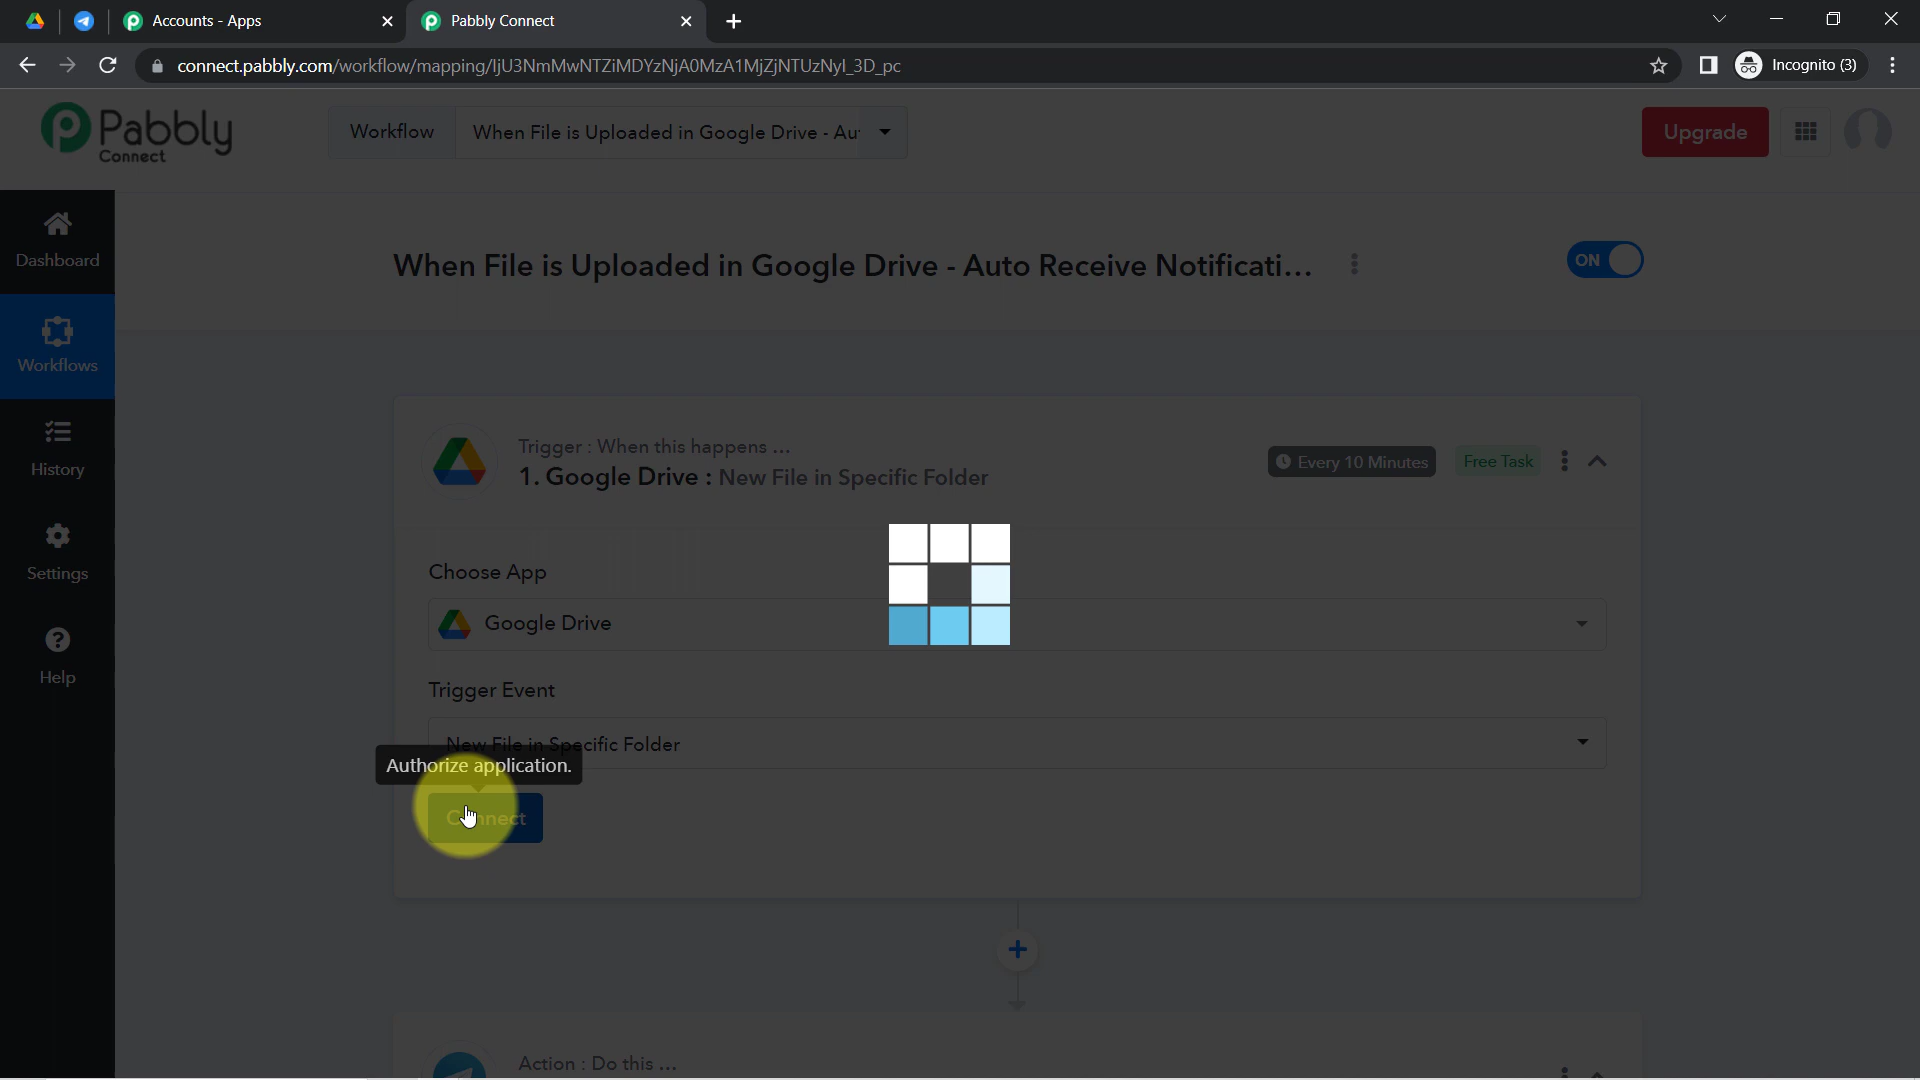 Accounts - Apps
Pabbly Connect
connect.pabbly.com/workflow/mapping/IjU3NmMwNTZiMDYzNjA0MzA1MjZjNTUzNyI_3D_pc
Incognito (3)
Pabbly
Connect
Workflow
When File is Uploaded in Google Drive - Au
Upgrade
When File is Uploaded in Google Drive - Auto Receive Notificati...
ON
Dashboard
Workflows
History
Settings
Help
Trigger : When this happens ...
1. Google Drive : New File in Specific Folder
Every 10 Minutes
Free Task
Choose App
Google Drive
Trigger Event
New File in Specific Folder
Authorize application.
Connect
Action : Do this ...